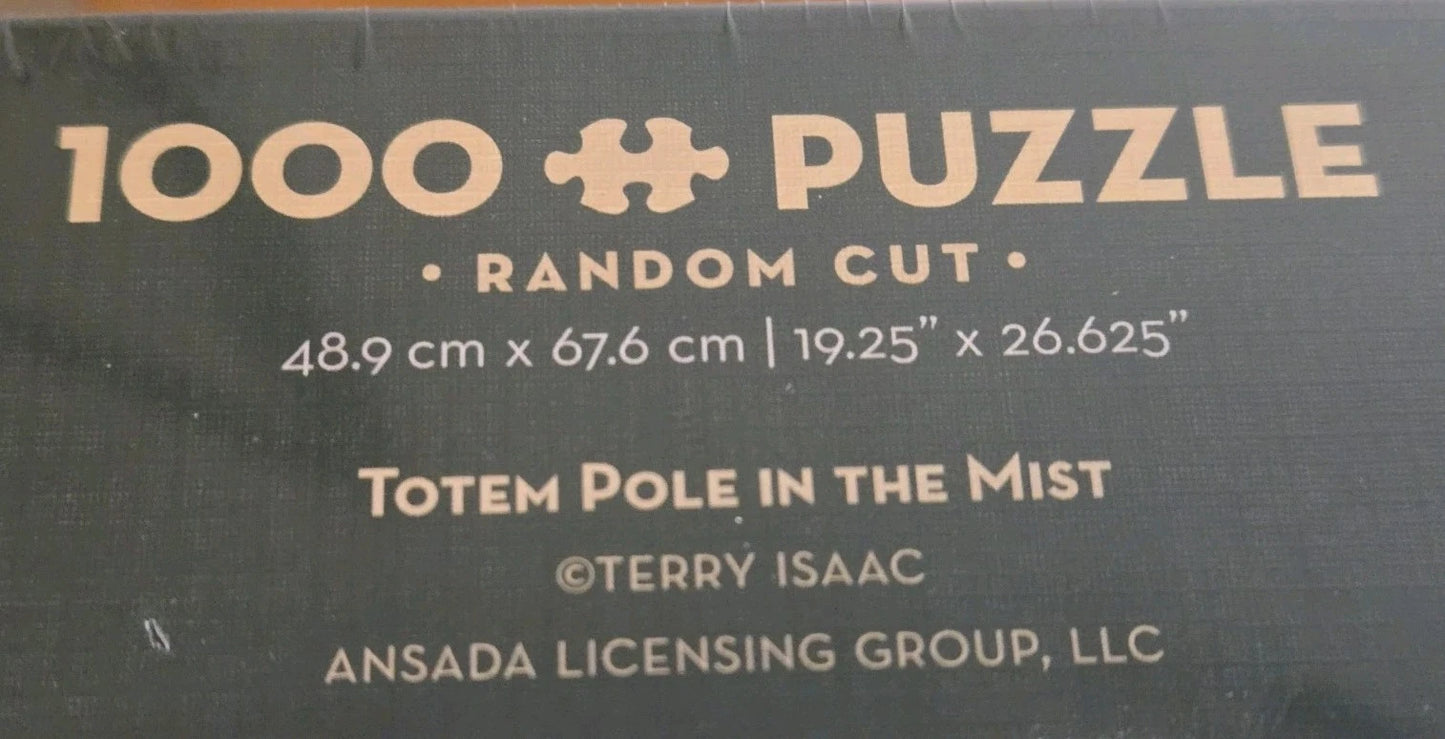 1000 PUZZLE
• RANDOM CUT •
48.9 cm x 67.6 cm | 19.25” x 26.625”
TOTEM POLE IN THE MIST
©TERRY ISAAC
ANSADA LICENSING GROUP, LLC